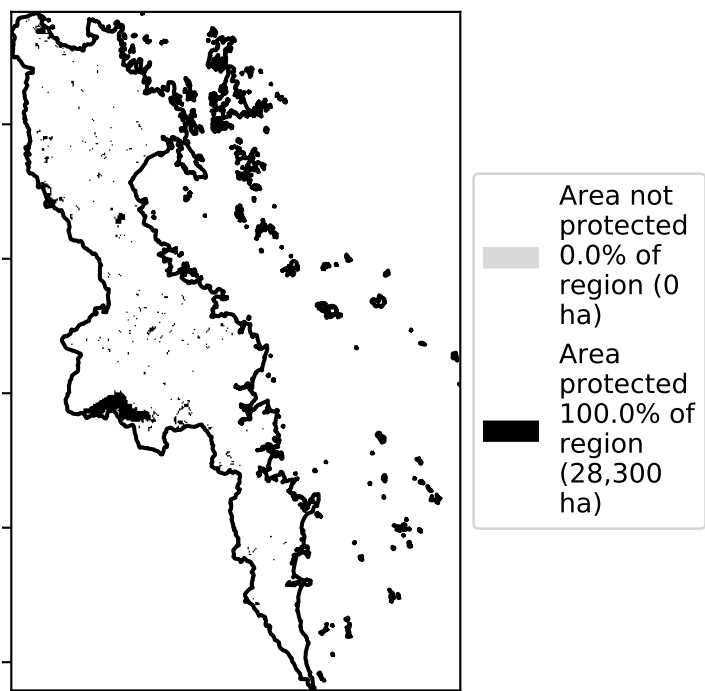 Area not
protected
0.0% of
region (0
ha)
Area
protected
100.0% of
region
(28,300
ha)